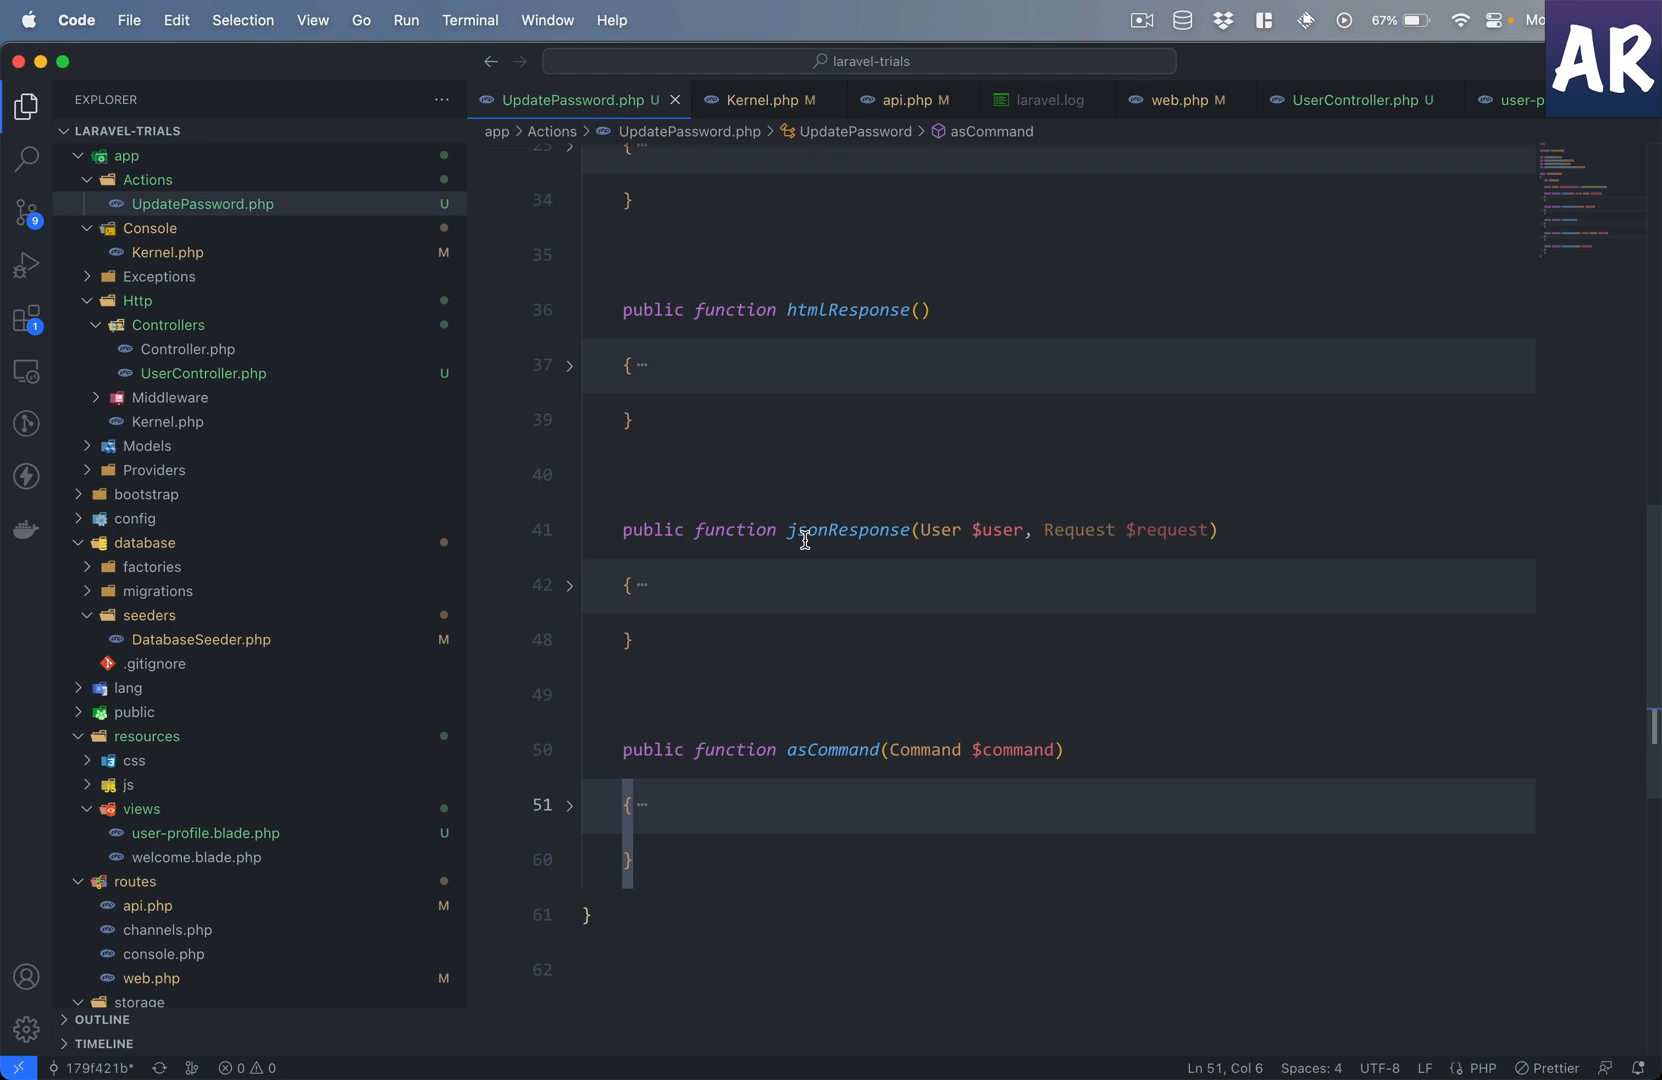 Code File Edit Selection View Go Run Terminal Window Help 67% Mo
AR
laravel-trials
EXPLORER
UpdatePassword.php U
Kernel.php M
api.php M
laravel.log
web.php M
UserController.php U
user-p
app > Actions > UpdatePassword.php > UpdatePassword > asCommand
LARAVEL-TRIALS
app
Actions
UpdatePassword.php U
Console
Kernel.php M
Exceptions
Http
Controllers
Controller.php
UserController.php U
Middleware
Kernel.php
Models
Providers
bootstrap
config
database
factories
migrations
seeders
DatabaseSeeder.php M
.gitignore
lang
public
resources
css
js
views
user-profile.blade.php U
welcome.blade.php
routes
api.php M
channels.php
console.php
web.php M
storage
OUTLINE
TIMELINE
9
1
25 { ⋯
34 }
35
36 public function htmlResponse()
37 { ⋯
39 }
40
41 public function jsonResponse(User $user, Request $request)
42 { ⋯
48 }
49
50 public function asCommand(Command $command)
51 { ⋯
60 }
61 }
62
179f421b* 0 0 Ln 51, Col 6 Spaces: 4 UTF-8 LF PHP Prettier